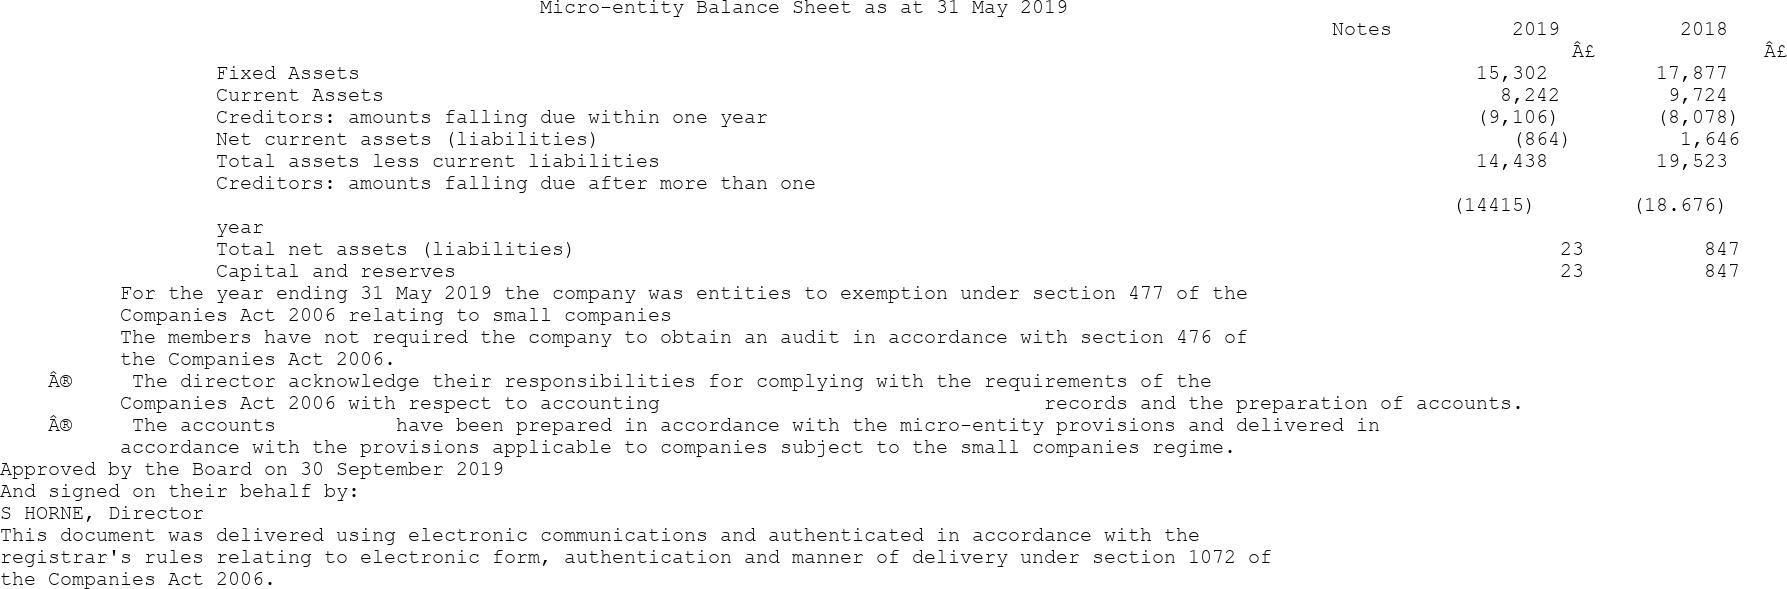 Micro-entity Balance Sheet as at 31 May 2019
Notes 2019 2018
Â£ Â£
Fixed Assets 15,302 17,877
Current Assets 8,242 9,724
Creditors: amounts falling due within one year (9,106) (8,078)
Net current assets (liabilities) (864) 1,646
Total assets less current liabilities 14,438 19,523
Creditors: amounts falling due after more than one
(14415) (18.676)
year
Total net assets (liabilities) 23 847
Capital and reserves 23 847
For the year ending 31 May 2019 the company was entities to exemption under section 477 of the
Companies Act 2006 relating to small companies
The members have not required the company to obtain an audit in accordance with section 476 of
the Companies Act 2006.
Â® The director acknowledge their responsibilities for complying with the requirements of the
Companies Act 2006 with respect to accounting records and the preparation of accounts.
Â® The accounts have been prepared in accordance with the micro-entity provisions and delivered in
accordance with the provisions applicable to companies subject to the small companies regime.
Approved by the Board on 30 September 2019
And signed on their behalf by:
S HORNE, Director
This document was delivered using electronic communications and authenticated in accordance with the
registrar's rules relating to electronic form, authentication and manner of delivery under section 1072 of
the Companies Act 2006.